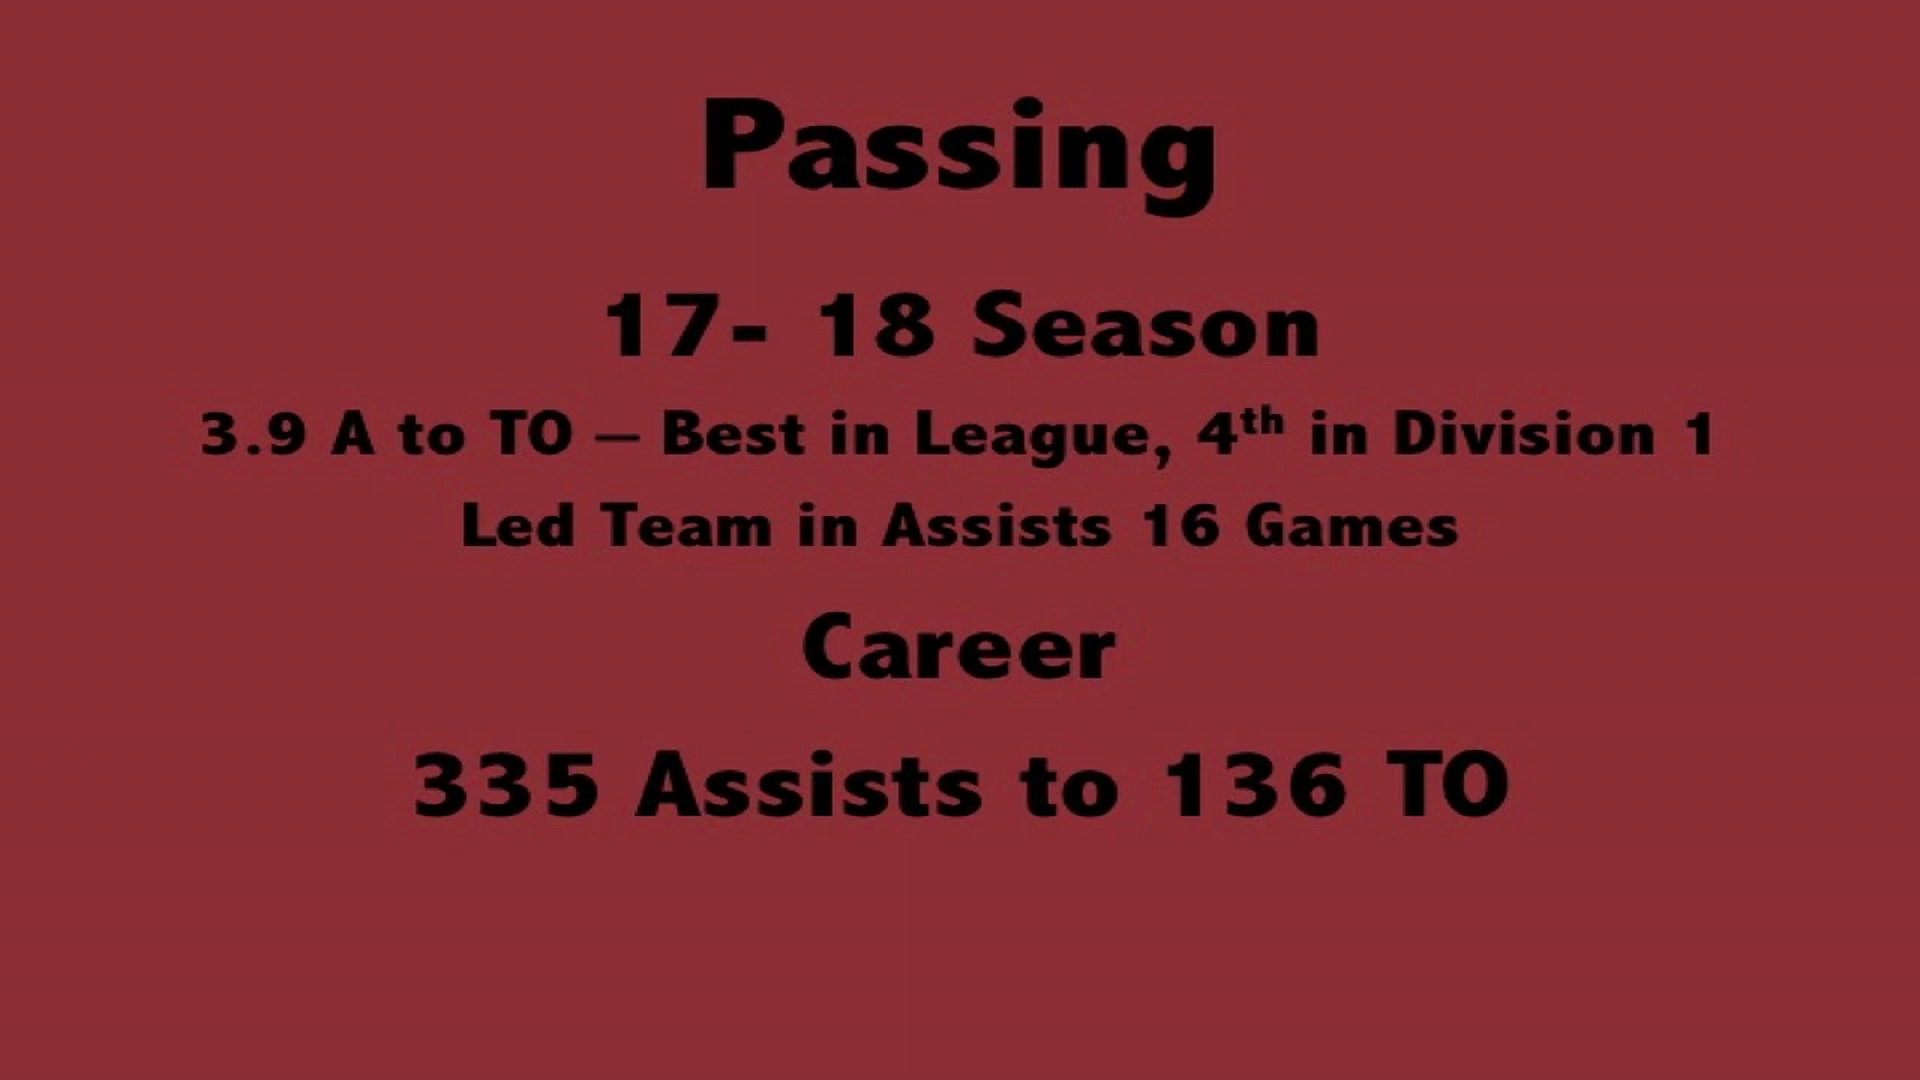 Passing
17- 18 Season
3.9 A to TO – Best in League, 4th in Division 1
Led Team in Assists 16 Games
Career
335 Assists to 136 TO